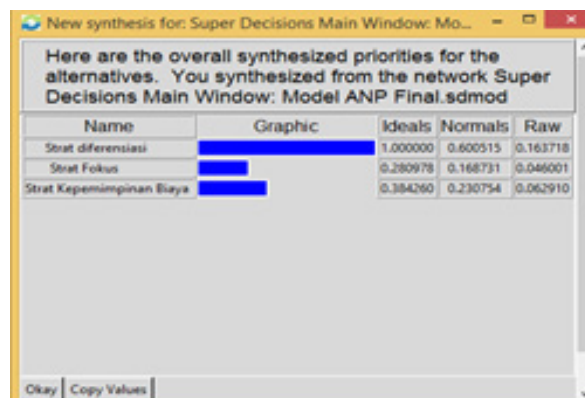 New synthesis for: Super Decisions Main Window: Mo...
Here are the overall synthesized priorities for the
alternatives. You synthesized from the network Super
Decisions Main Window: Model ANP Final.sdmod
Name Graphic Ideals Normals Raw
Strat diferensiasi 1.000000 0.600515 0.163718
Strat Fokus 0.280978 0.168731 0.046001
Strat Kepemimpinan Biaya 0.384260 0.230754 0.062910
Okay Copy Values